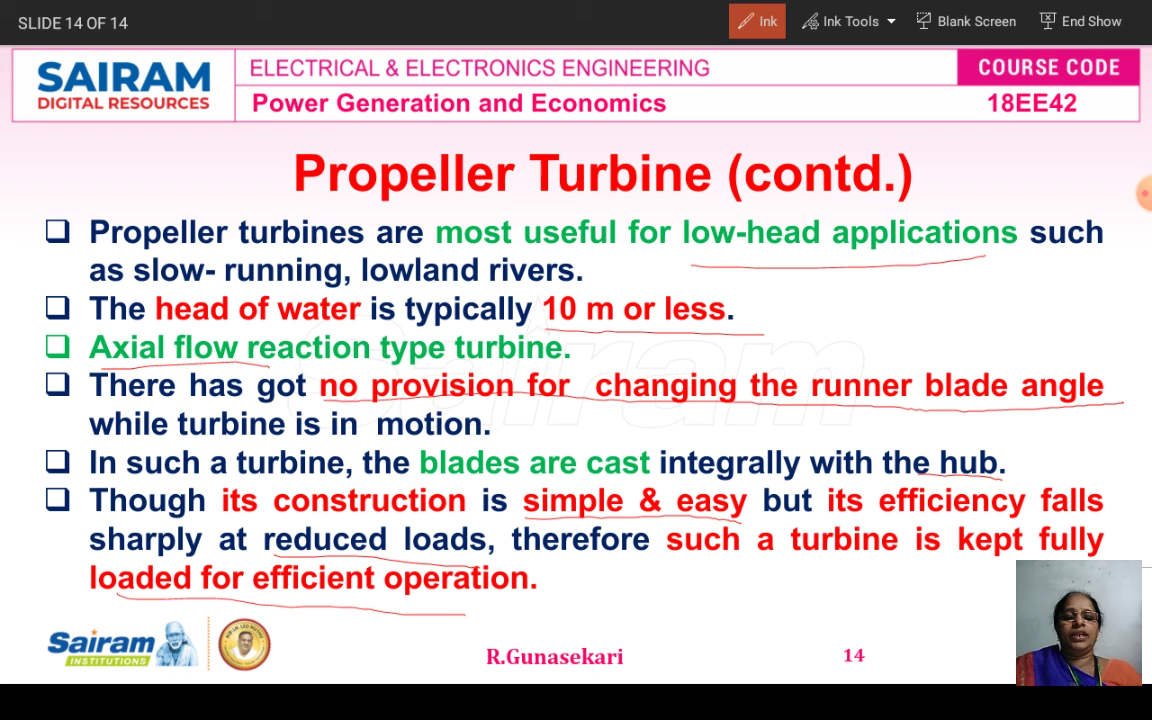 SLIDE 14 OF 14
Ink
Ink Tools
Blank Screen
End Show
SAIRAM
DIGITAL RESOURCES
ELECTRICAL & ELECTRONICS ENGINEERING
COURSE CODE
Power Generation and Economics
18EE42
Propeller Turbine (contd.)
Propeller turbines are most useful for low-head applications such
as slow- running, lowland rivers.
The head of water is typically 10 m or less.
Axial flow reaction type turbine.
There has got no provision for changing the runner blade angle
while turbine is in motion.
In such a turbine, the blades are cast integrally with the hub.
Though its construction is simple & easy but its efficiency falls
sharply at reduced loads, therefore such a turbine is kept fully
loaded for efficient operation.
Sairam
Sairam
INSTITUTIONS
R.Gunasekari
14